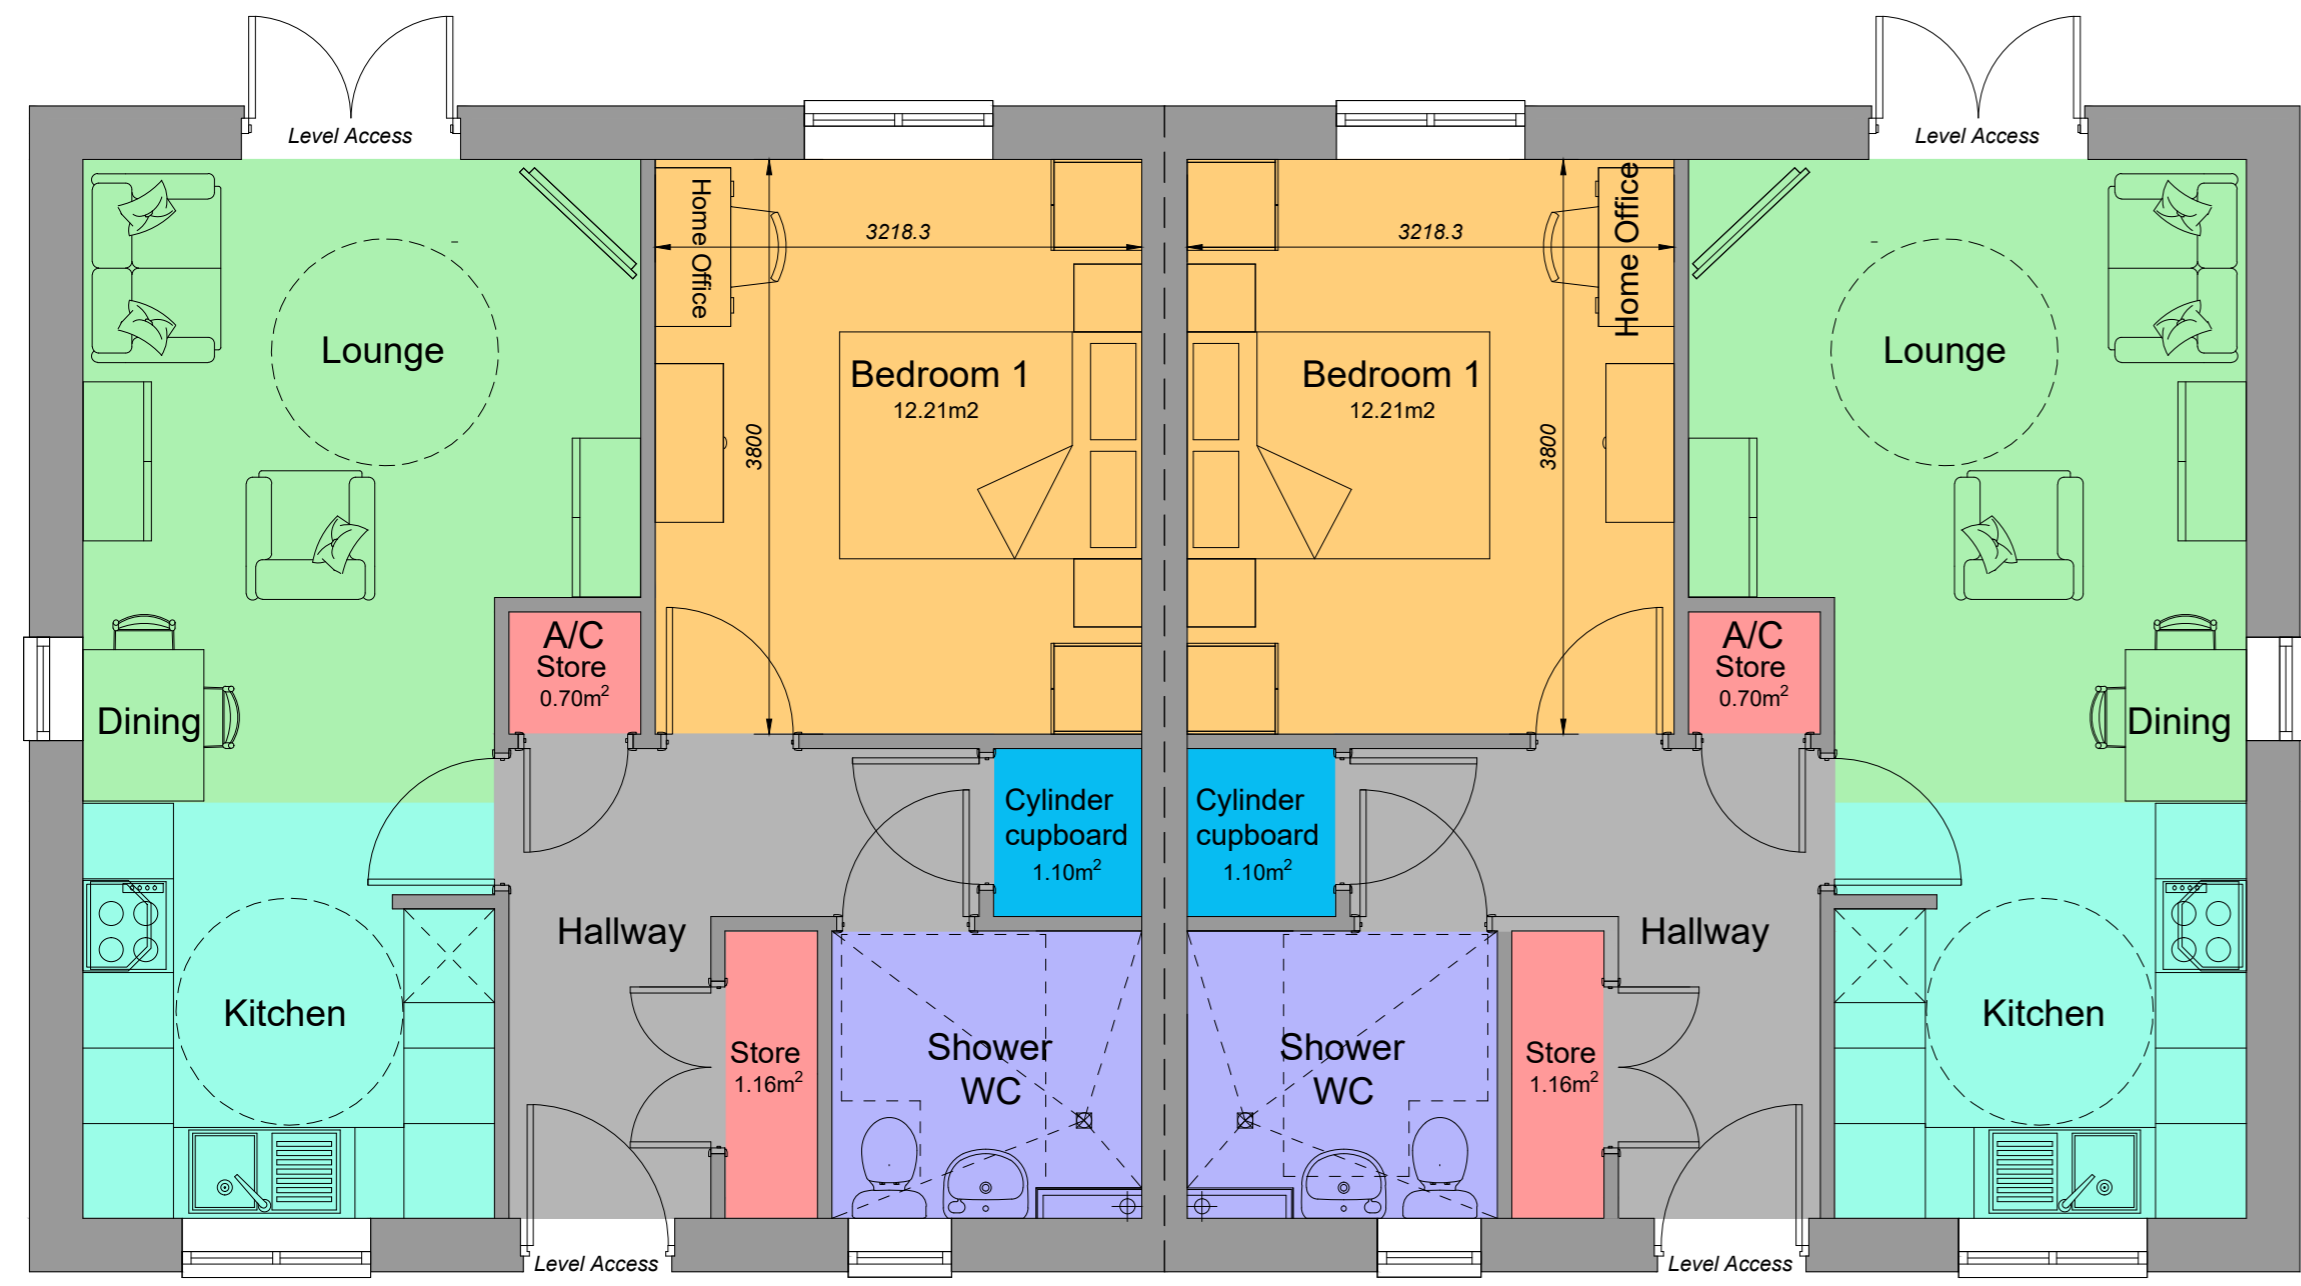 Level Access
Level Access
Home Office
3218.3
3218.3
Home Office
Lounge
Bedroom 1
12.21m2
Bedroom 1
12.21m2
Lounge
3800
3800
A/C
Store
0.70m²
A/C
Store
0.70m²
Dining
Dining
Cylinder
cupboard
1.10m²
Cylinder
cupboard
1.10m²
Hallway
Hallway
Kitchen
Kitchen
Store
1.16m²
Shower
WC
Shower
WC
Store
1.16m²
Level Access
Level Access